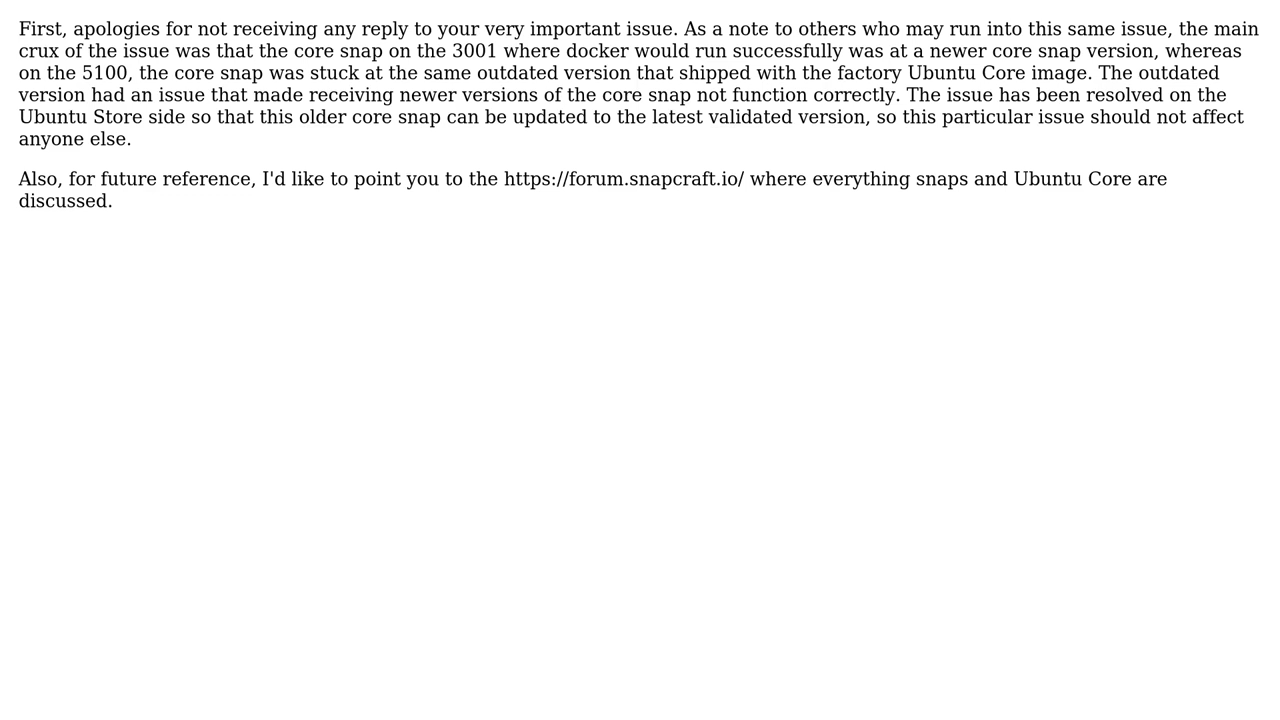 First, apologies for not receiving any reply to your very important issue. As a note to others who may run into this same issue, the main
crux of the issue was that the core snap on the 3001 where docker would run successfully was at a newer core snap version, whereas
on the 5100, the core snap was stuck at the same outdated version that shipped with the factory Ubuntu Core image. The outdated
version had an issue that made receiving newer versions of the core snap not function correctly. The issue has been resolved on the
Ubuntu Store side so that this older core snap can be updated to the latest validated version, so this particular issue should not affect
anyone else.
Also, for future reference, I'd like to point you to the https://forum.snapcraft.io/ where everything snaps and Ubuntu Core are
discussed.